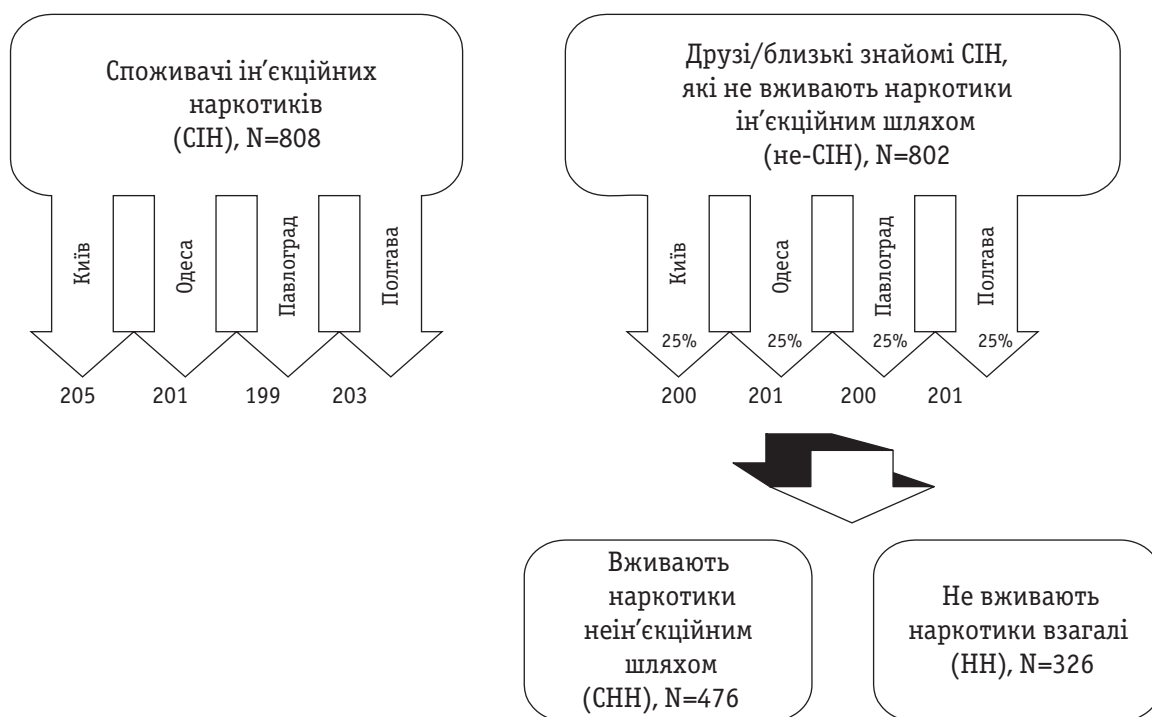 Споживачі ін’єкційних
наркотиків
(СІН), N=808
Київ
Одеса
Павлоград
Полтава
205
201
199
203
Друзі/близькі знайомі СІН,
які не вживають наркотики
ін’єкційним шляхом
(не-СІН), N=802
Київ
Одеса
Павлоград
Полтава
25%
25%
25%
25%
200
201
200
201
Вживають
наркотики
неін’єкційним
шляхом
(СНН), N=476
Не вживають
наркотики взагалі
(НН), N=326